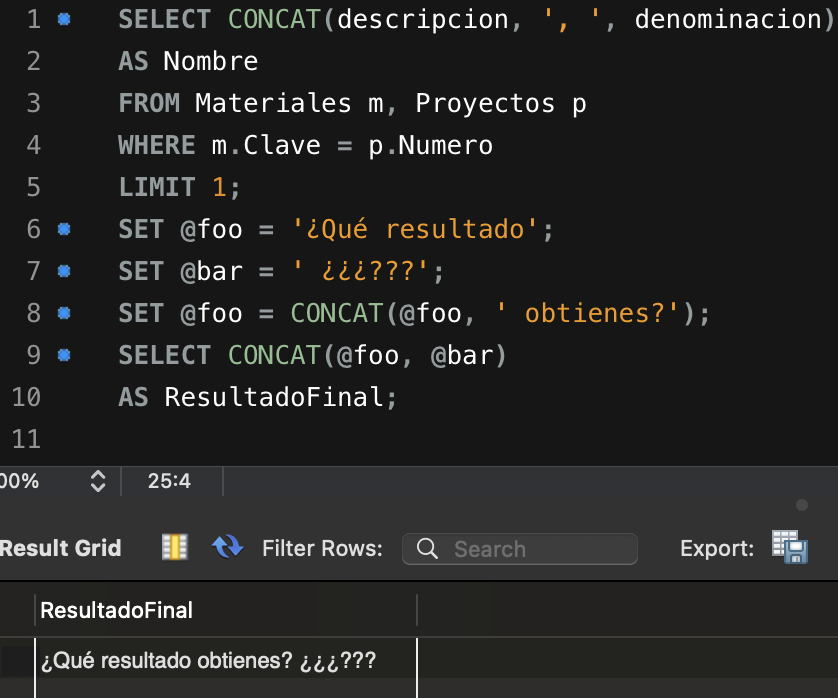 1 SELECT CONCAT(descripcion, ', ', denominacion)
2 AS Nombre
3 FROM Materiales m, Proyectos p
4 WHERE m.Clave = p.Numero
5 LIMIT 1;
6 SET @foo = '¿Qué resultado';
7 SET @bar = ' ¿¿¿???';
8 SET @foo = CONCAT(@foo, ' obtienes?');
9 SELECT CONCAT(@foo, @bar)
10 AS ResultadoFinal;
11
00% 25:4
Result Grid Filter Rows: Search Export:
ResultadoFinal
¿Qué resultado obtienes? ¿¿¿???